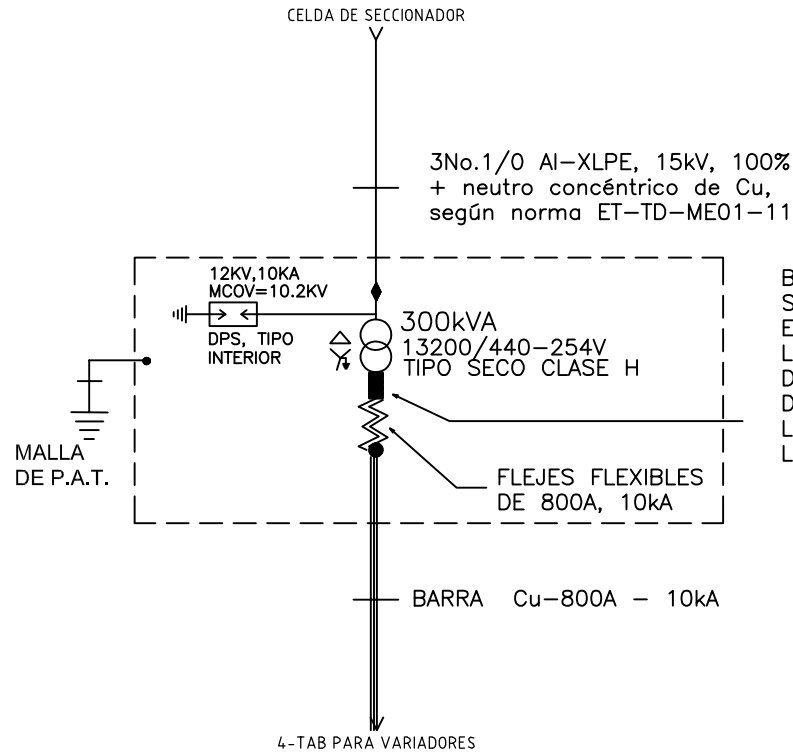 CELDA DE SECCIONADOR
3No.1/0 Al-XLPE, 15kV, 100%
+ neutro concéntrico de Cu,
según norma ET-TD-ME01-11
12KV,10KA
MCOV=10.2KV
DPS, TIPO
INTERIOR
300kVA
13200/440-254V
TIPO SECO CLASE H
MALLA
DE P.A.T.
FLEJES FLEXIBLES
DE 800A, 10kA
BARRA Cu-800A - 10kA
4-TAB PARA VARIADORES